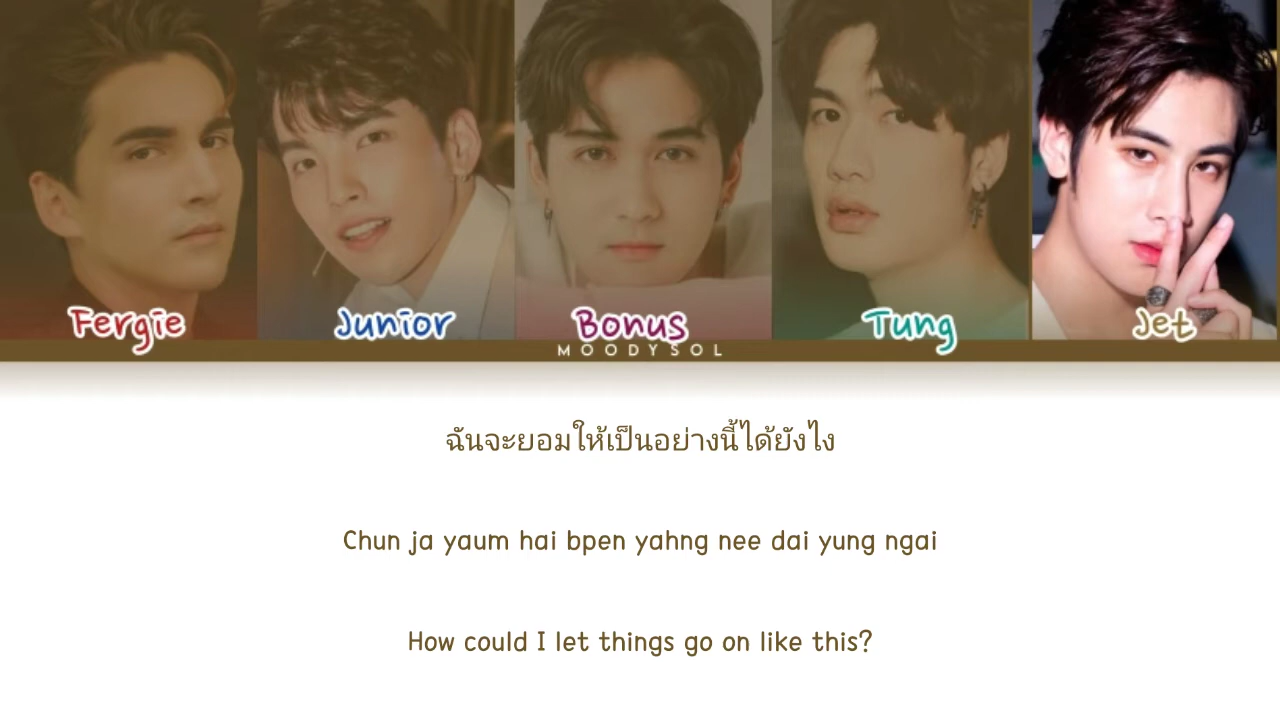 Fergie Junior Bonus Tung Jet
MOODYSOL
ฉันจะยอมให้เป็นอย่างนี้ได้ยังไง
Chun ja yaum hai bpen yahng nee dai yung ngai
How could I let things go on like this?